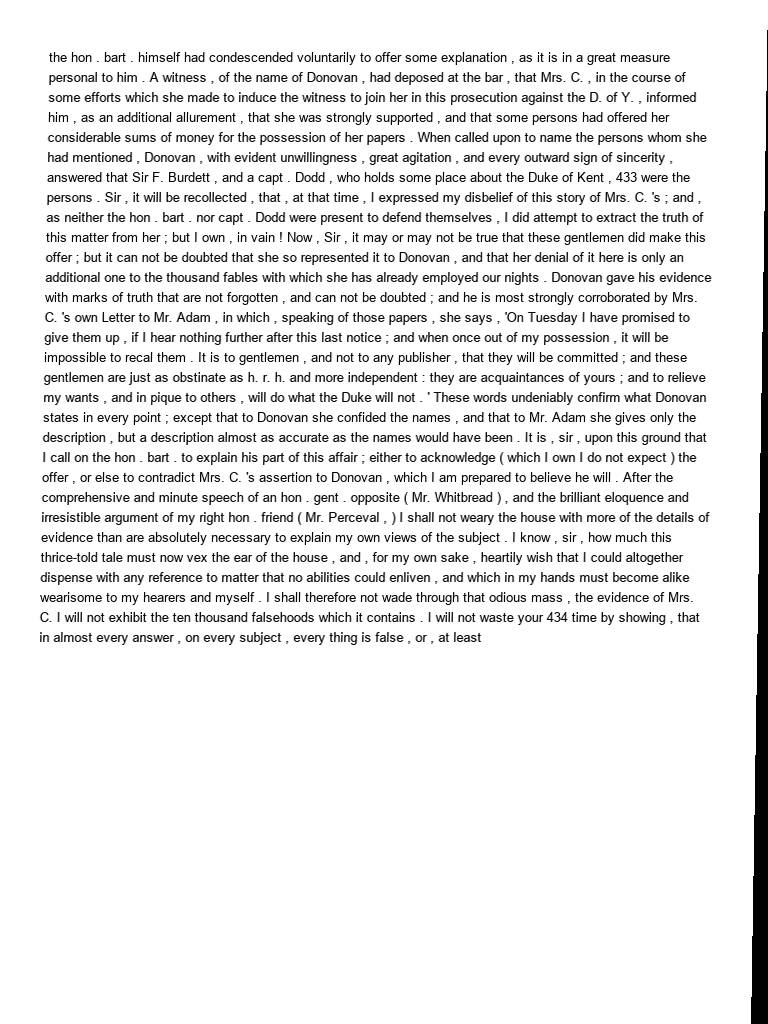 the hon . bart . himself had condescended voluntarily to offer some explanation , as it is in a great measure
personal to him . A witness , of the name of Donovan , had deposed at the bar , that Mrs. C. , in the course of
some efforts which she made to induce the witness to join her in this prosecution against the D. of Y. , informed
him , as an additional allurement , that she was strongly supported , and that some persons had offered her
considerable sums of money for the possession of her papers . When called upon to name the persons whom she
had mentioned , Donovan , with evident unwillingness , great agitation , and every outward sign of sincerity ,
answered that Sir F. Burdett , and a capt . Dodd , who holds some place about the Duke of Kent , 433 were the
persons . Sir , it will be recollected , that , at that time , I expressed my disbelief of this story of Mrs. C. 's ; and ,
as neither the hon . bart . nor capt . Dodd were present to defend themselves , I did attempt to extract the truth of
this matter from her ; but I own , in vain ! Now , Sir , it may or may not be true that these gentlemen did make this
offer ; but it can not be doubted that she so represented it to Donovan , and that her denial of it here is only an
additional one to the thousand fables with which she has already employed our nights . Donovan gave his evidence
with marks of truth that are not forgotten , and can not be doubted ; and he is most strongly corroborated by Mrs.
C. 's own Letter to Mr. Adam , in which , speaking of those papers , she says , 'On Tuesday I have promised to
give them up , if I hear nothing further after this last notice ; and when once out of my possession , it will be
impossible to recal them . It is to gentlemen , and not to any publisher , that they will be committed ; and these
gentlemen are just as obstinate as h. r. h. and more independent : they are acquaintances of yours ; and to relieve
my wants , and in pique to others , will do what the Duke will not . ' These words undeniably confirm what Donovan
states in every point ; except that to Donovan she confided the names , and that to Mr. Adam she gives only the
description , but a description almost as accurate as the names would have been . It is , sir , upon this ground that
I call on the hon . bart . to explain his part of this affair ; either to acknowledge ( which I own I do not expect ) the
offer , or else to contradict Mrs. C. 's assertion to Donovan , which I am prepared to believe he will . After the
comprehensive and minute speech of an hon . gent . opposite ( Mr. Whitbread ) , and the brilliant eloquence and
irresistible argument of my right hon . friend ( Mr. Perceval , ) I shall not weary the house with more of the details of
evidence than are absolutely necessary to explain my own views of the subject . I know , sir , how much this
thrice-told tale must now vex the ear of the house , and , for my own sake , heartily wish that I could altogether
dispense with any reference to matter that no abilities could enliven , and which in my hands must become alike
wearisome to my hearers and myself . I shall therefore not wade through that odious mass , the evidence of Mrs.
C. I will not exhibit the ten thousand falsehoods which it contains . I will not waste your 434 time by showing , that
in almost every answer , on every subject , every thing is false , or , at least